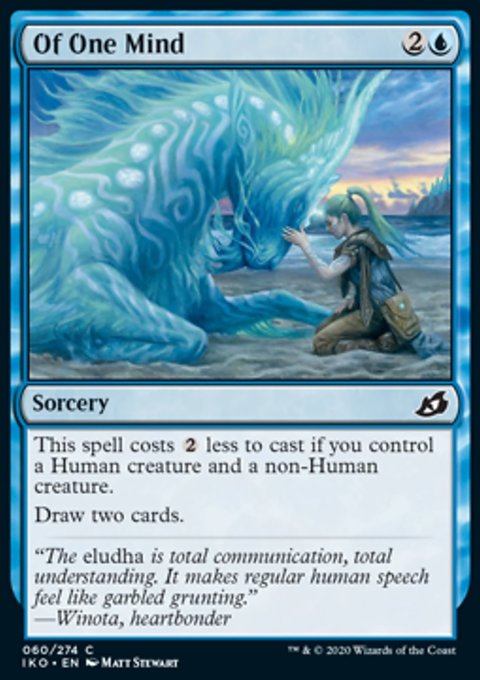 Of One Mind 2
Sorcery
This spell costs 2 less to cast if you control
a Human creature and a non-Human
creature.
Draw two cards.
“The eludha is total communication, total
understanding. It makes regular human speech
feel like garbled grunting.”
—Winota, heartbonder
060/274 C
™ & © 2020 Wizards of the Coast
IKO • EN Matt Stewart